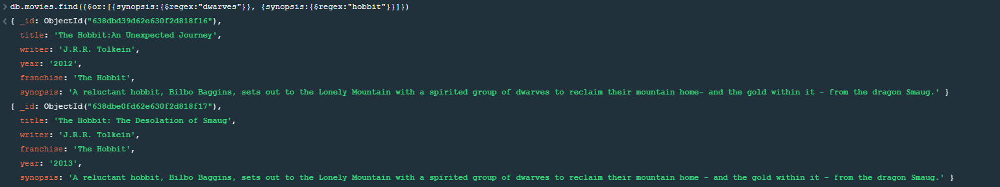 > db.movies.find({$or:[{synopsis:{$regex:"dwarves"}}, {synopsis:{$regex:"hobbit"}}]})
< { _id: ObjectId("638dbd39d62e630f2d818f16"),
title: 'The Hobbit:An Unexpected Journey',
writer: 'J.R.R. Tolkein',
year: '2012',
frsnchise: 'The Hobbit',
synopsis: 'A reluctant hobbit, Bilbo Baggins, sets out to the Lonely Mountain with a spirited group of dwarves to reclaim their mountain home- and the gold within it - from the dragon Smaug.' }
{ _id: ObjectId("638dbe0fd62e630f2d818f17"),
title: 'The Hobbit: The Desolation of Smaug',
writer: 'J.R.R. Tolkein',
franchise: 'The Hobbit',
year: '2013',
synopsis: 'A reluctant hobbit, Bilbo Baggins, sets out to the Lonely Mountain with a spirited group of dwarves to reclaim their mountain home - and the gold within it - from the dragon Smaug.' }